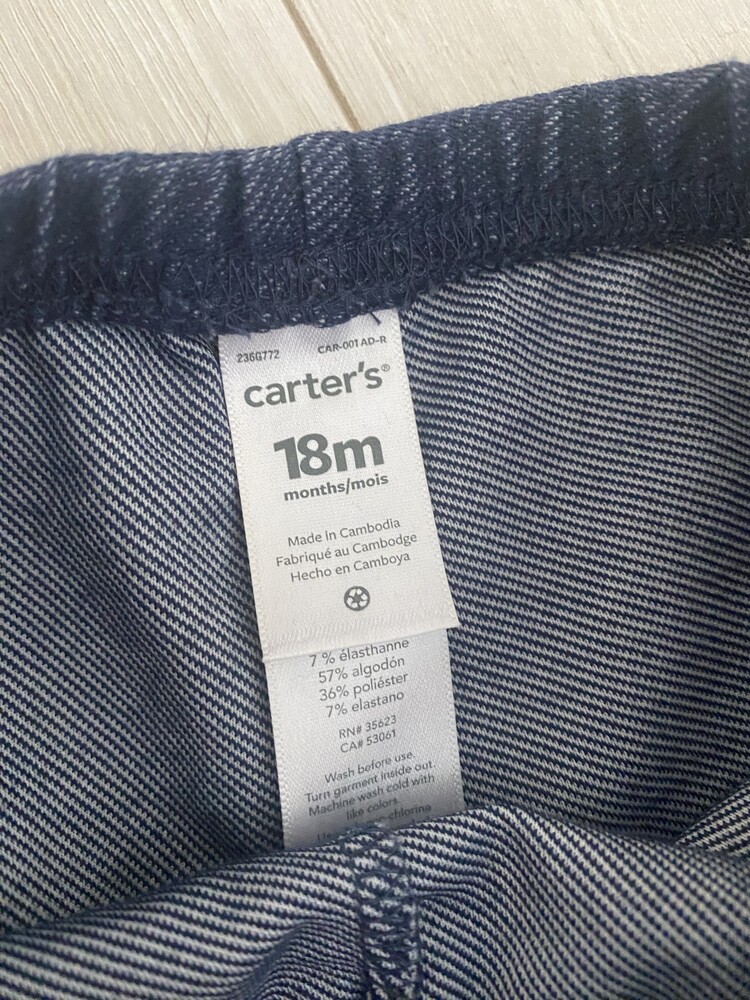 236G772 CAR-001 AD-R
carter's®
18m
months/mois
Made in Cambodia
Fabriqué au Cambodge
Hecho en Camboya
7 % élasthanne
57% algodón
36% poliéster
7% elastano
RN# 35623
CA# 53061
Wash before use.
Turn garment inside out.
Machine wash cold with
like colors.
chlorine